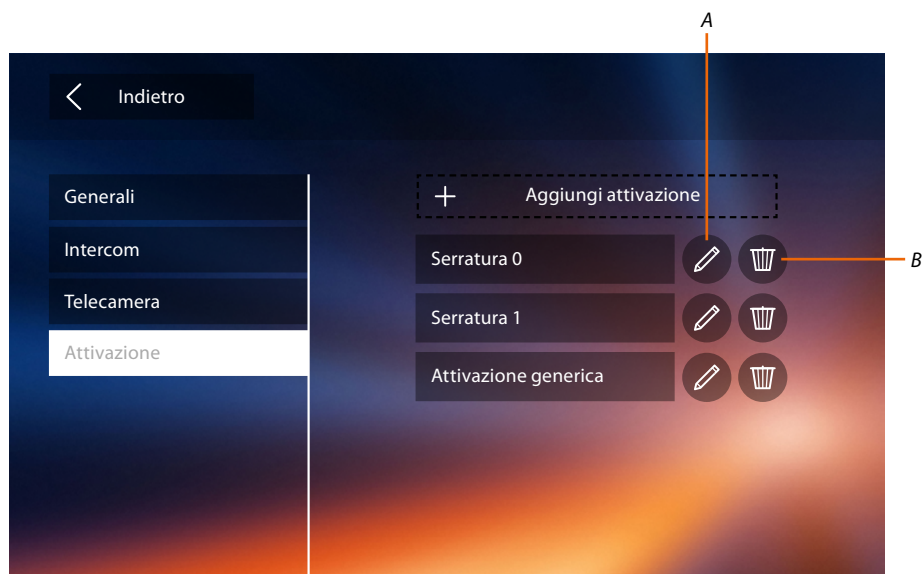 A
Indietro
Generali
Intercom
Telecamera
Attivazione
Aggiungi attivazione
Serratura 0
B
Serratura 1
Attivazione generica